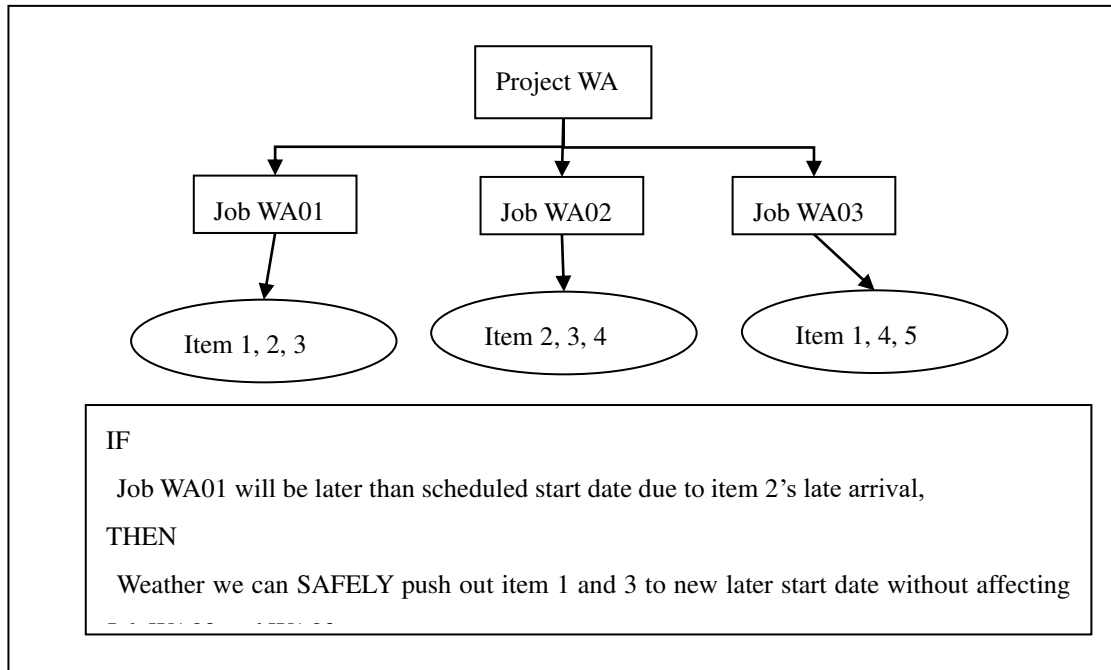 Project WA
Job WA01
Job WA02
Job WA03
Item 1, 2, 3
Item 2, 3, 4
Item 1, 4, 5
IF
Job WA01 will be later than scheduled start date due to item 2’s late arrival,
THEN
Weather we can SAFELY push out item 1 and 3 to new later start date without affecting